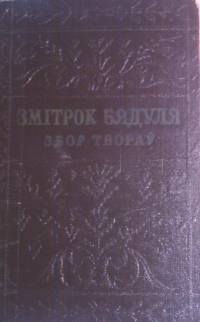 ЗМІТРОК БЯДУЛЯ
ЗБОР ТВОРАЎ